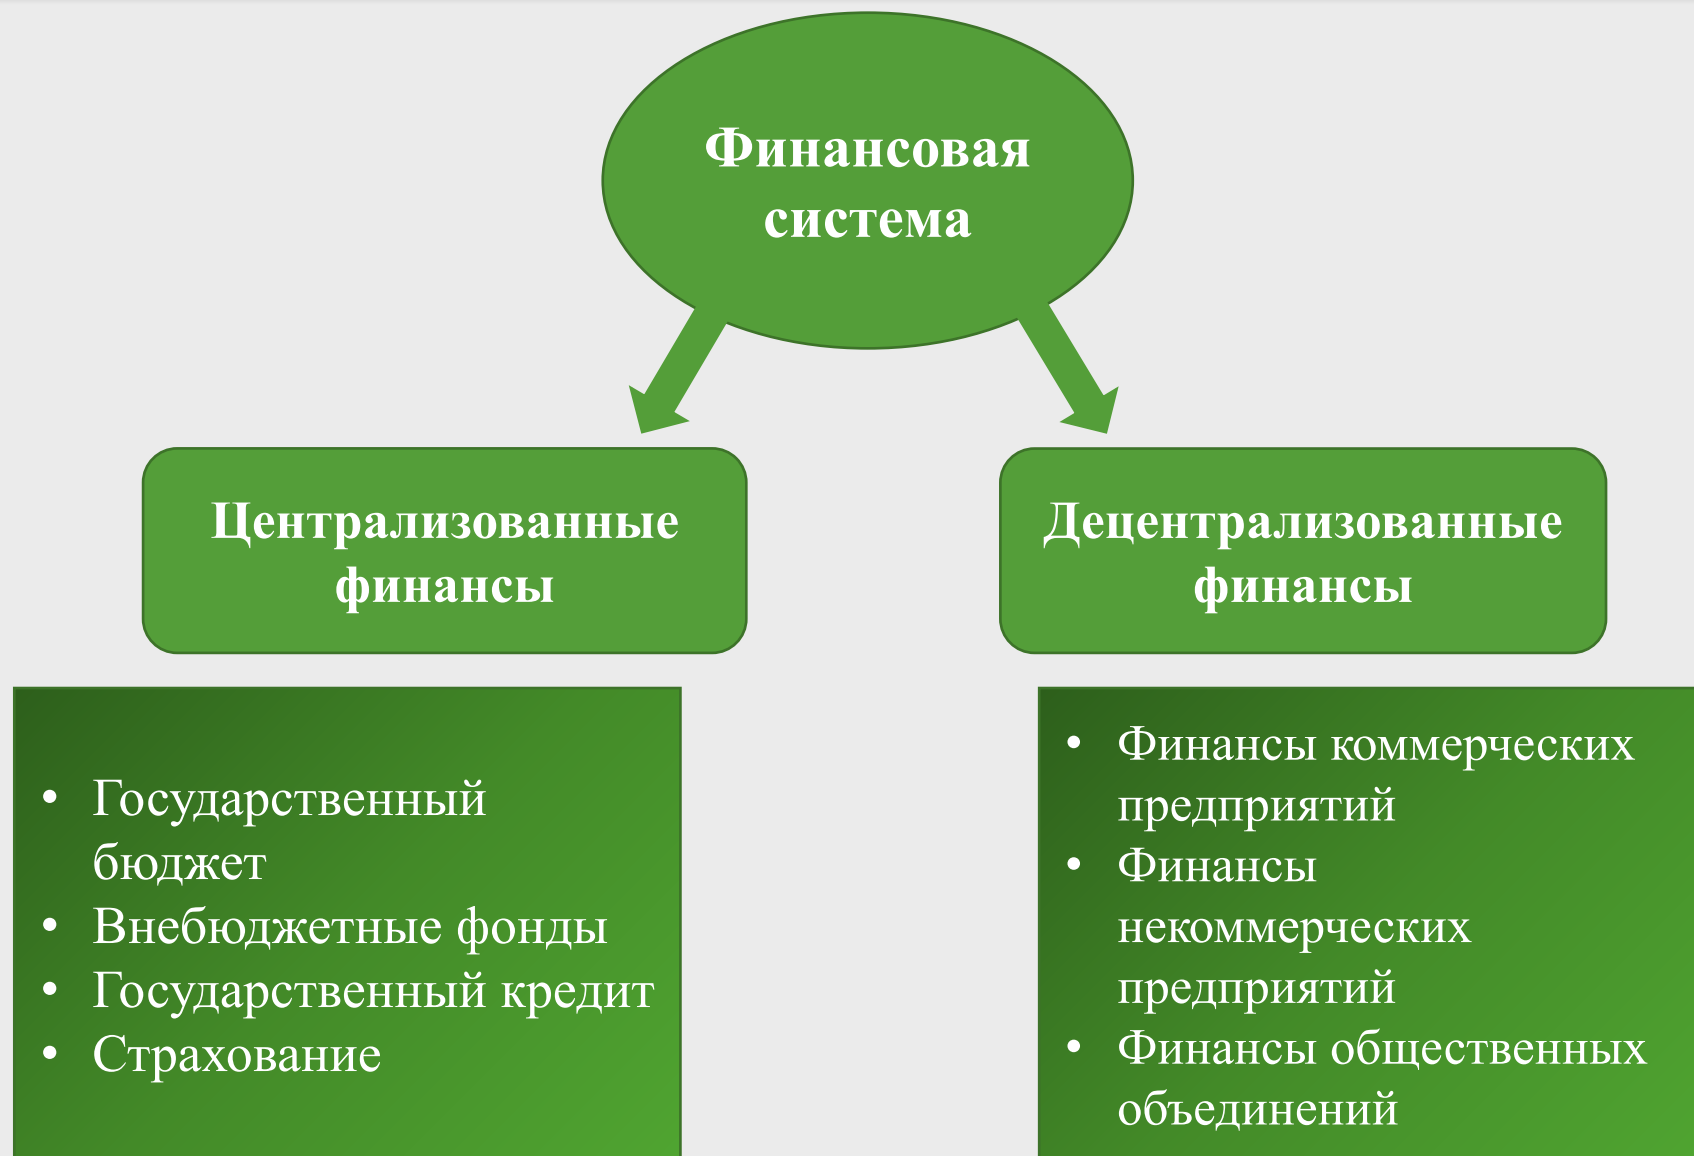 Финансовая
система
Централизованные
финансы
Децентрализованные
финансы
• Государственный
бюджет
• Внебюджетные фонды
• Государственный кредит
• Страхование
• Финансы коммерческих
предприятий
• Финансы
некоммерческих
предприятий
• Финансы общественных
объединений